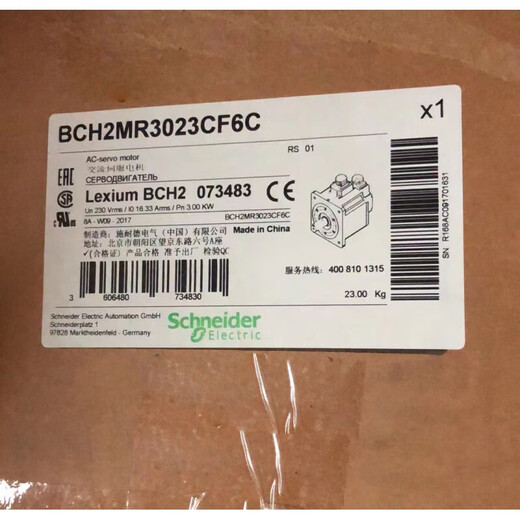 BCH2MR3023CF6C
x1
RS 01
AC-servo motor
交流伺服电机
СЕРВОДВИГАТЕЛЬ
EAC
Lexium BCH2 073483 CE
Un 230 Vrms / I0 16.33 Arms / Pn 3.00 KW
BCH2MR3023CF6C
8A - W09 - 2017
Made in China
制造商：施耐德电气（中国）有限公司
地址：北京市朝阳区望京东路六号A座
✓(合格证) 产品合格 准予出厂 检验QC
服务热线: 400 810 1315
3 606480 734830
23.00 Kg
SN R168AC091701631
Schneider Electric Automation GmbH
Schneiderplatz 1
97828 Marktheidenfeld - Germany
Schneider
Electric